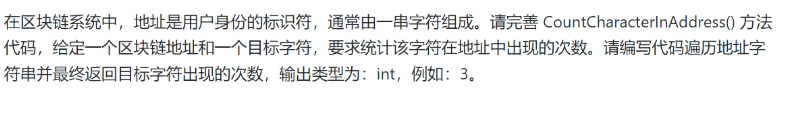 在区块链系统中，地址是用户身份的标识符，通常由一串字符组成。请完善 CountCharacterInAddress() 方法
代码，给定一个区块链地址和一个目标字符，要求统计该字符在地址中出现的次数。请编写代码遍历地址字
符串并最终返回目标字符出现的次数，输出类型为：int，例如：3。